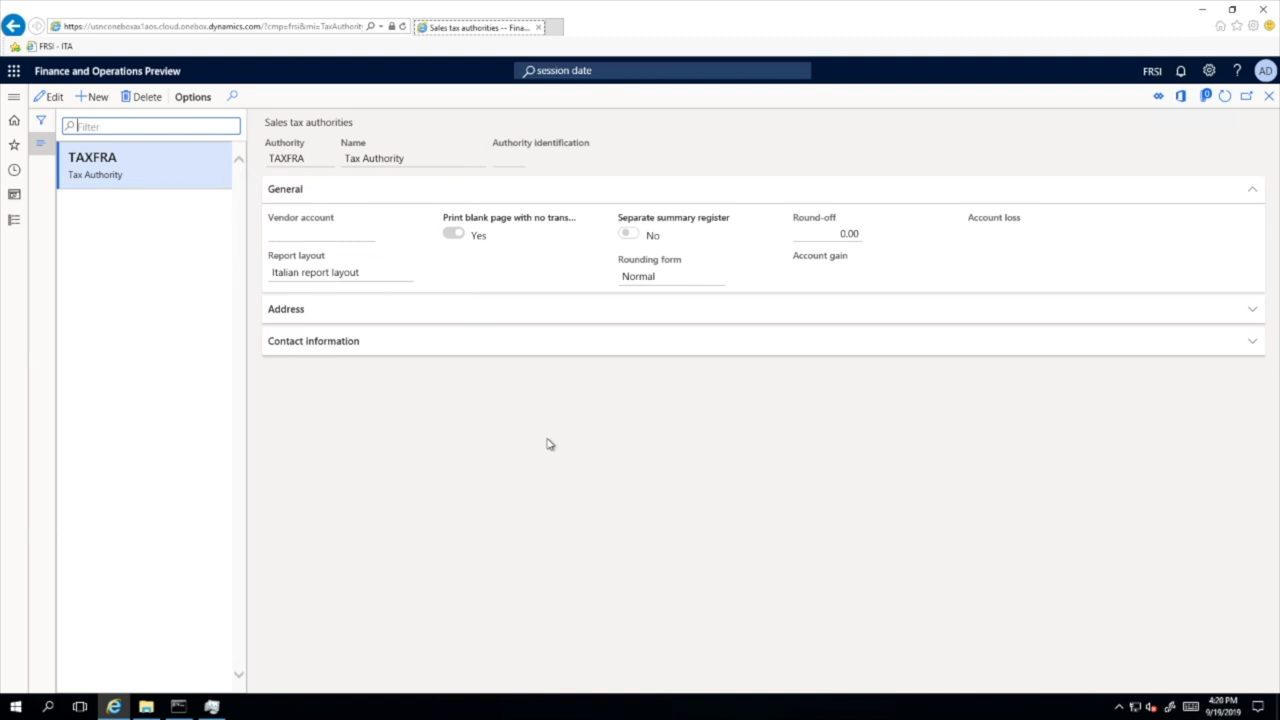 https://usnconeboxax1aos.cloud.onebox.dynamics.com/?cmp=frsi&mi=TaxAuthority
Sales tax authorities -- Fina...
FRSI - ITA
Finance and Operations Preview
session date
FRSI
AD
Edit
New
Delete
Options
0
Filter
TAXFRA
Tax Authority
Sales tax authorities
Authority
Name
Authority identification
TAXFRA
Tax Authority
General
Vendor account
Print blank page with no trans...
Separate summary register
Round-off
Account loss
Yes
No
0.00
Report layout
Rounding form
Account gain
Italian report layout
Normal
Address
Contact information
4:20 PM
9/19/2019